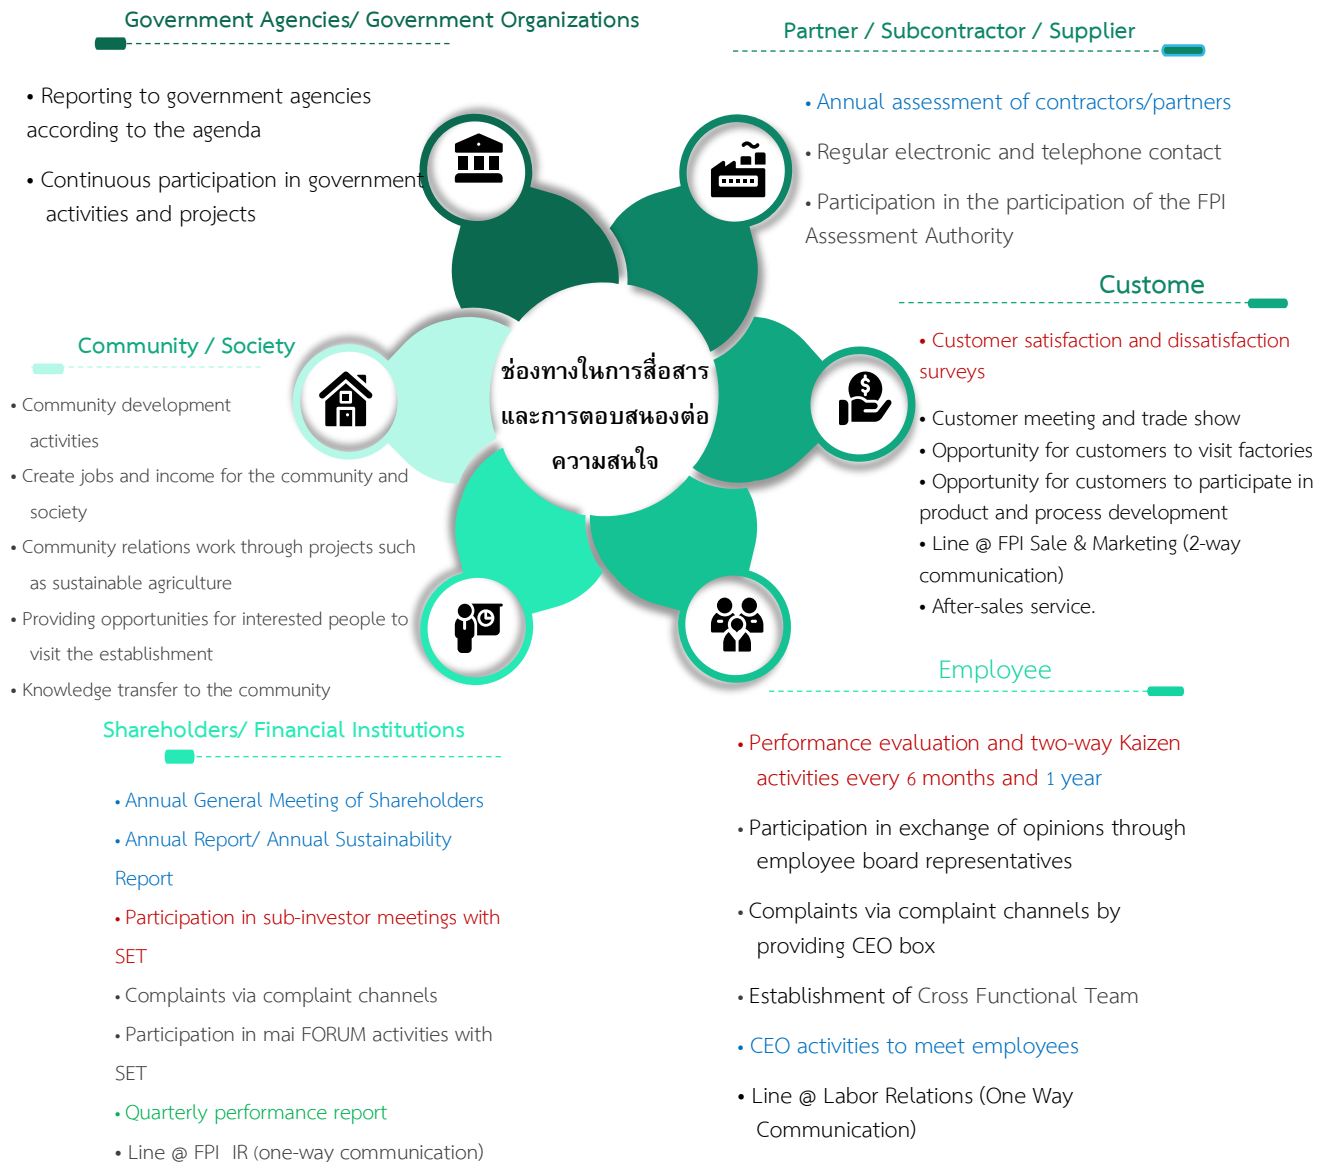 Government Agencies/ Government Organizations
• Reporting to government agencies
according to the agenda
• Continuous participation in government
activities and projects
Partner / Subcontractor / Supplier
• Annual assessment of contractors/partners
• Regular electronic and telephone contact
• Participation in the participation of the FPI
Assessment Authority
Custome
• Customer satisfaction and dissatisfaction
surveys
• Customer meeting and trade show
• Opportunity for customers to visit factories
• Opportunity for customers to participate in
product and process development
• Line @ FPI Sale & Marketing (2-way
communication)
• After-sales service.
ช่องทางในการสื่อสาร
และการตอบสนองต่อ
ความสนใจ
Community / Society
• Community development
activities
• Create jobs and income for the community and
society
• Community relations work through projects such
as sustainable agriculture
• Providing opportunities for interested people to
visit the establishment
• Knowledge transfer to the community
Shareholders/ Financial Institutions
• Annual General Meeting of Shareholders
• Annual Report/ Annual Sustainability
Report
• Participation in sub-investor meetings with
SET
• Complaints via complaint channels
• Participation in mai FORUM activities with
SET
• Quarterly performance report
• Line @ FPI IR (one-way communication)
Employee
• Performance evaluation and two-way Kaizen
activities every 6 months and 1 year
• Participation in exchange of opinions through
employee board representatives
• Complaints via complaint channels by
providing CEO box
• Establishment of Cross Functional Team
• CEO activities to meet employees
• Line @ Labor Relations (One Way
Communication)